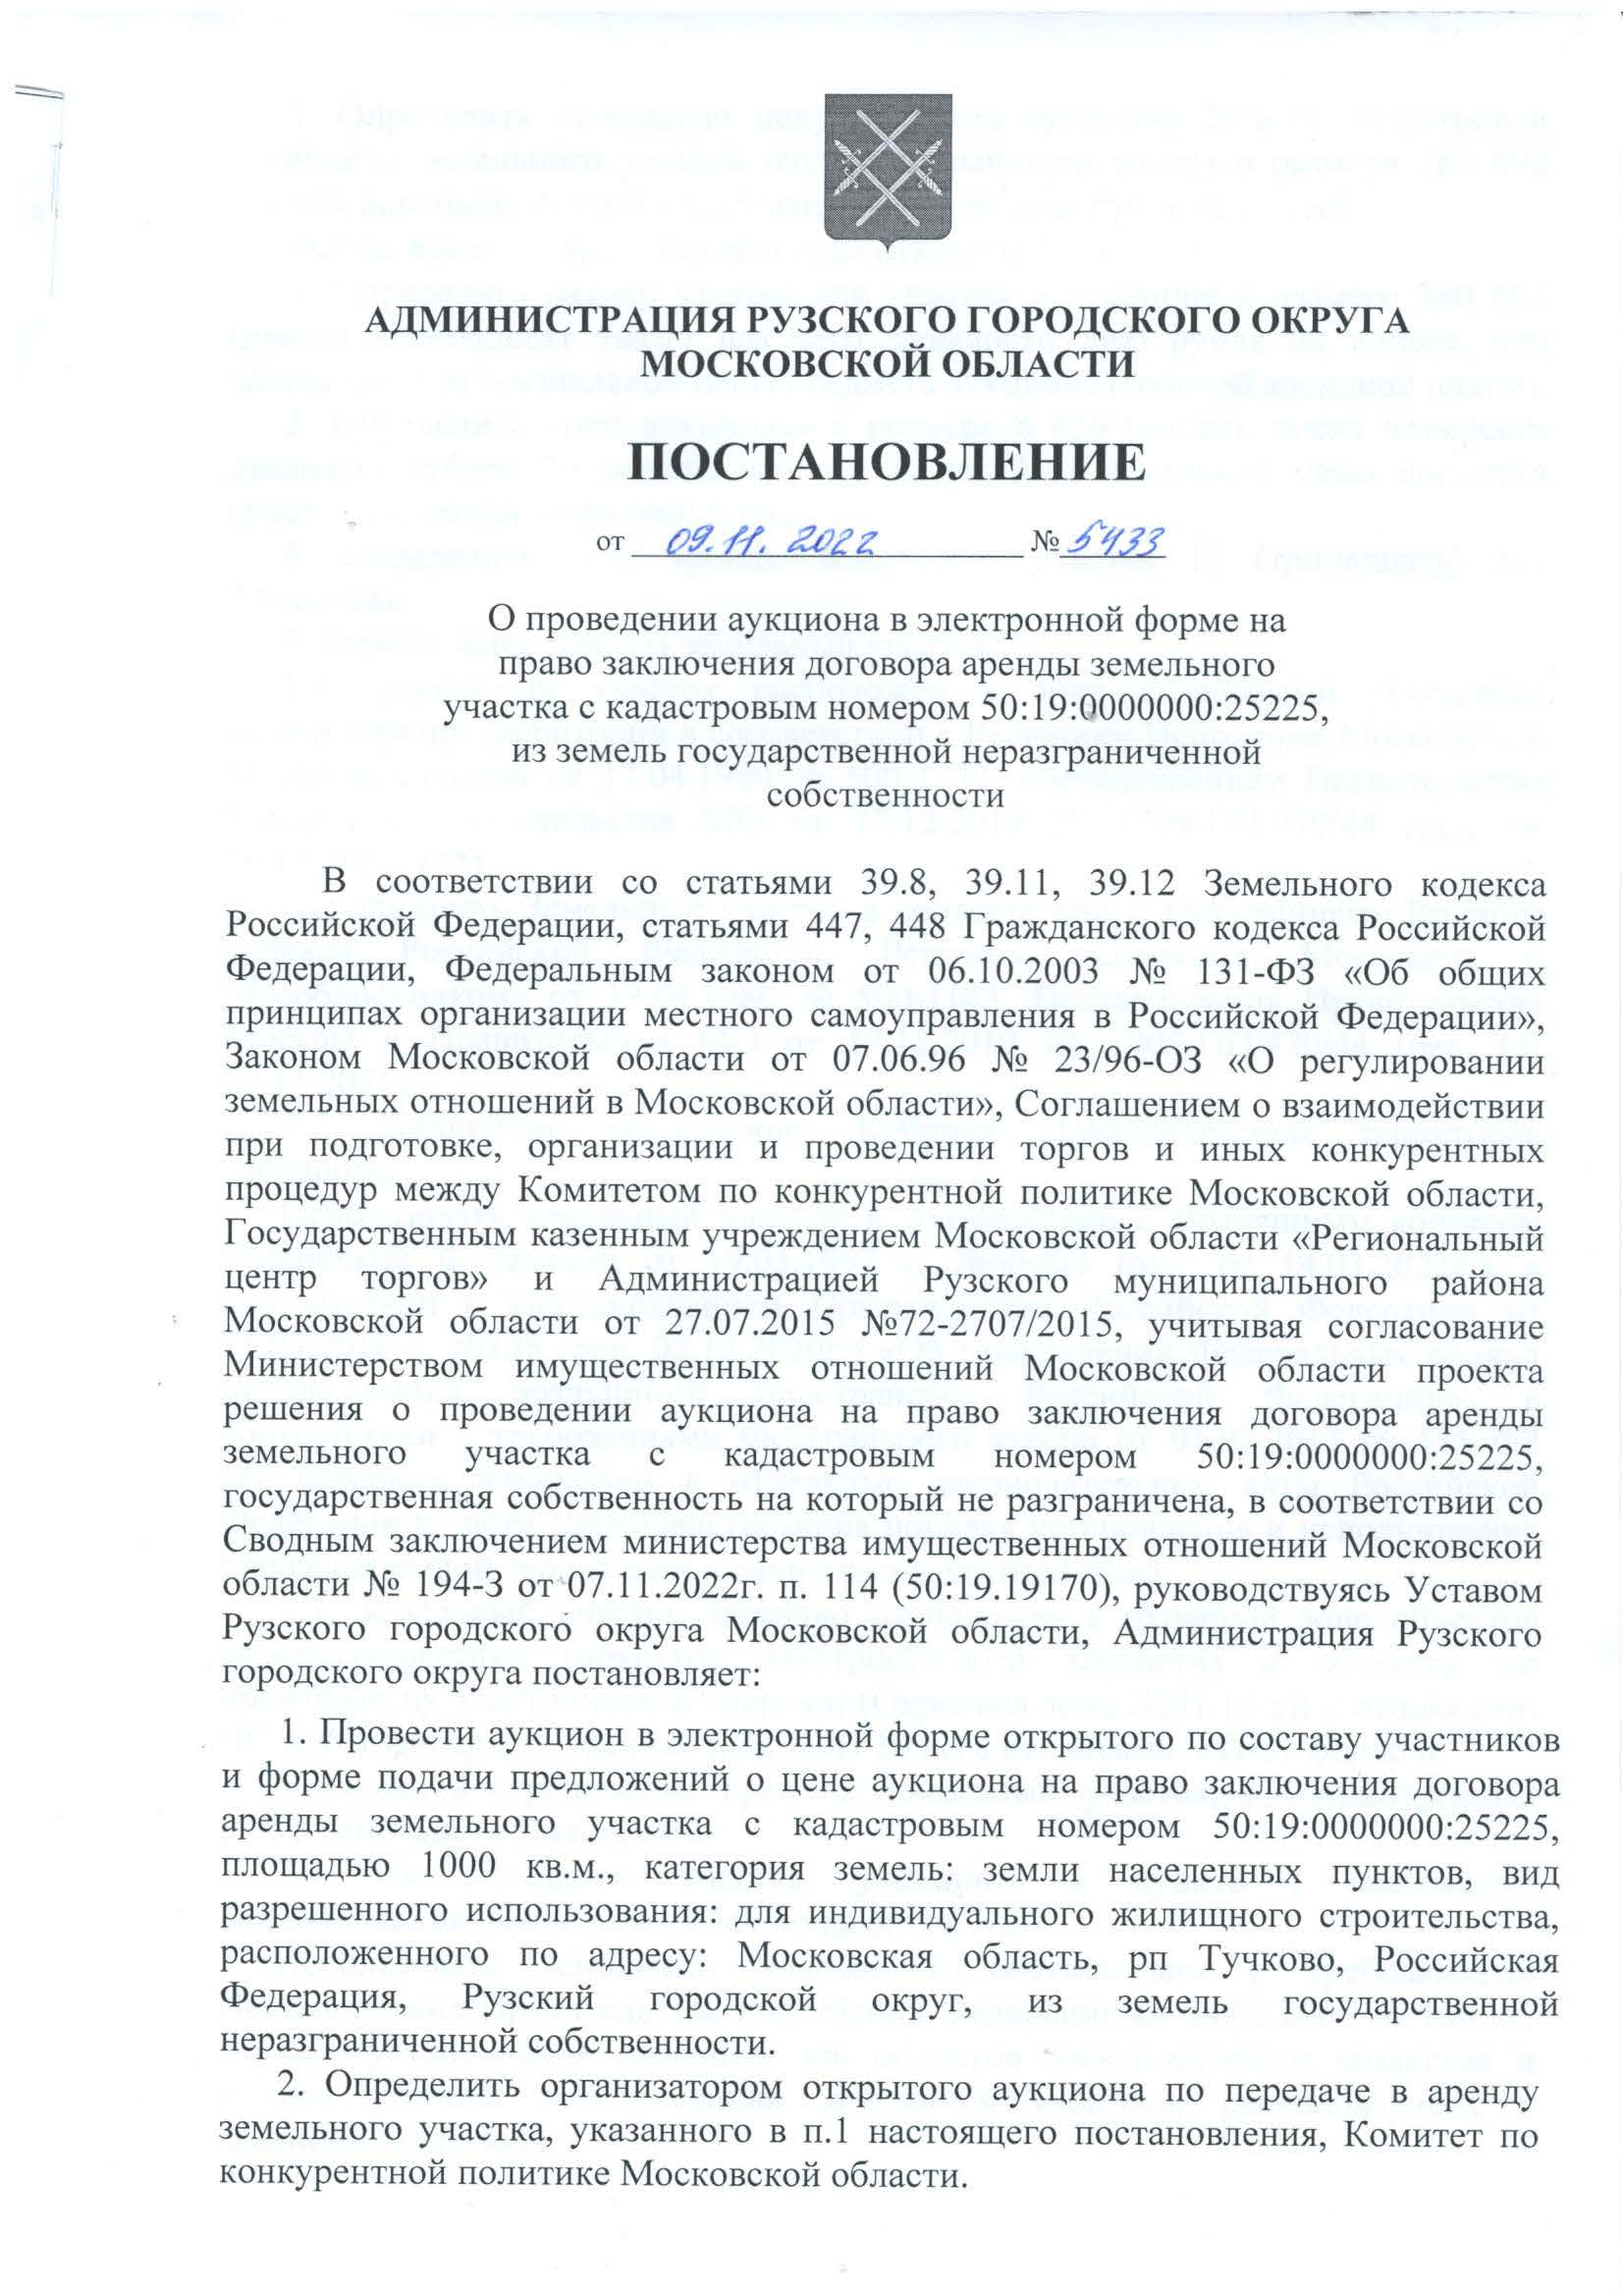 АДМИНИСТРАЦИЯ РУЗСКОГО ГОРОДСКОГО ОКРУГА
МОСКОВСКОЙ ОБЛАСТИ
ПОСТАНОВЛЕНИЕ
от 09.11.2022 № 5433
О проведении аукциона в электронной форме на
право заключения договора аренды земельного
участка с кадастровым номером 50:19:0000000:25225,
из земель государственной неразграниченной
собственности
В соответствии со статьями 39.8, 39.11, 39.12 Земельного кодекса
Российской Федерации, статьями 447, 448 Гражданского кодекса Российской
Федерации, Федеральным законом от 06.10.2003 № 131-ФЗ «Об общих
принципах организации местного самоуправления в Российской Федерации»,
Законом Московской области от 07.06.96 № 23/96-ОЗ «О регулировании
земельных отношений в Московской области», Соглашением о взаимодействии
при подготовке, организации и проведении торгов и иных конкурентных
процедур между Комитетом по конкурентной политике Московской области,
Государственным казенным учреждением Московской области «Региональный
центр торгов» и Администрацией Рузского муниципального района
Московской области от 27.07.2015 №72-2707/2015, учитывая согласование
Министерством имущественных отношений Московской области проекта
решения о проведении аукциона на право заключения договора аренды
земельного участка с кадастровым номером 50:19:0000000:25225,
государственная собственность на который не разграничена, в соответствии со
Сводным заключением министерства имущественных отношений Московской
области № 194-З от 07.11.2022г. п. 114 (50:19.19170), руководствуясь Уставом
Рузского городского округа Московской области, Администрация Рузского
городского округа постановляет:
1. Провести аукцион в электронной форме открытого по составу участников
и форме подачи предложений о цене аукциона на право заключения договора
аренды земельного участка с кадастровым номером 50:19:0000000:25225,
площадью 1000 кв.м., категория земель: земли населенных пунктов, вид
разрешенного использования: для индивидуального жилищного строительства,
расположенного по адресу: Московская область, рп Тучково, Российская
Федерация, Рузский городской округ, из земель государственной
неразграниченной собственности.
2. Определить организатором открытого аукциона по передаче в аренду
земельного участка, указанного в п.1 настоящего постановления, Комитет по
конкурентной политике Московской области.